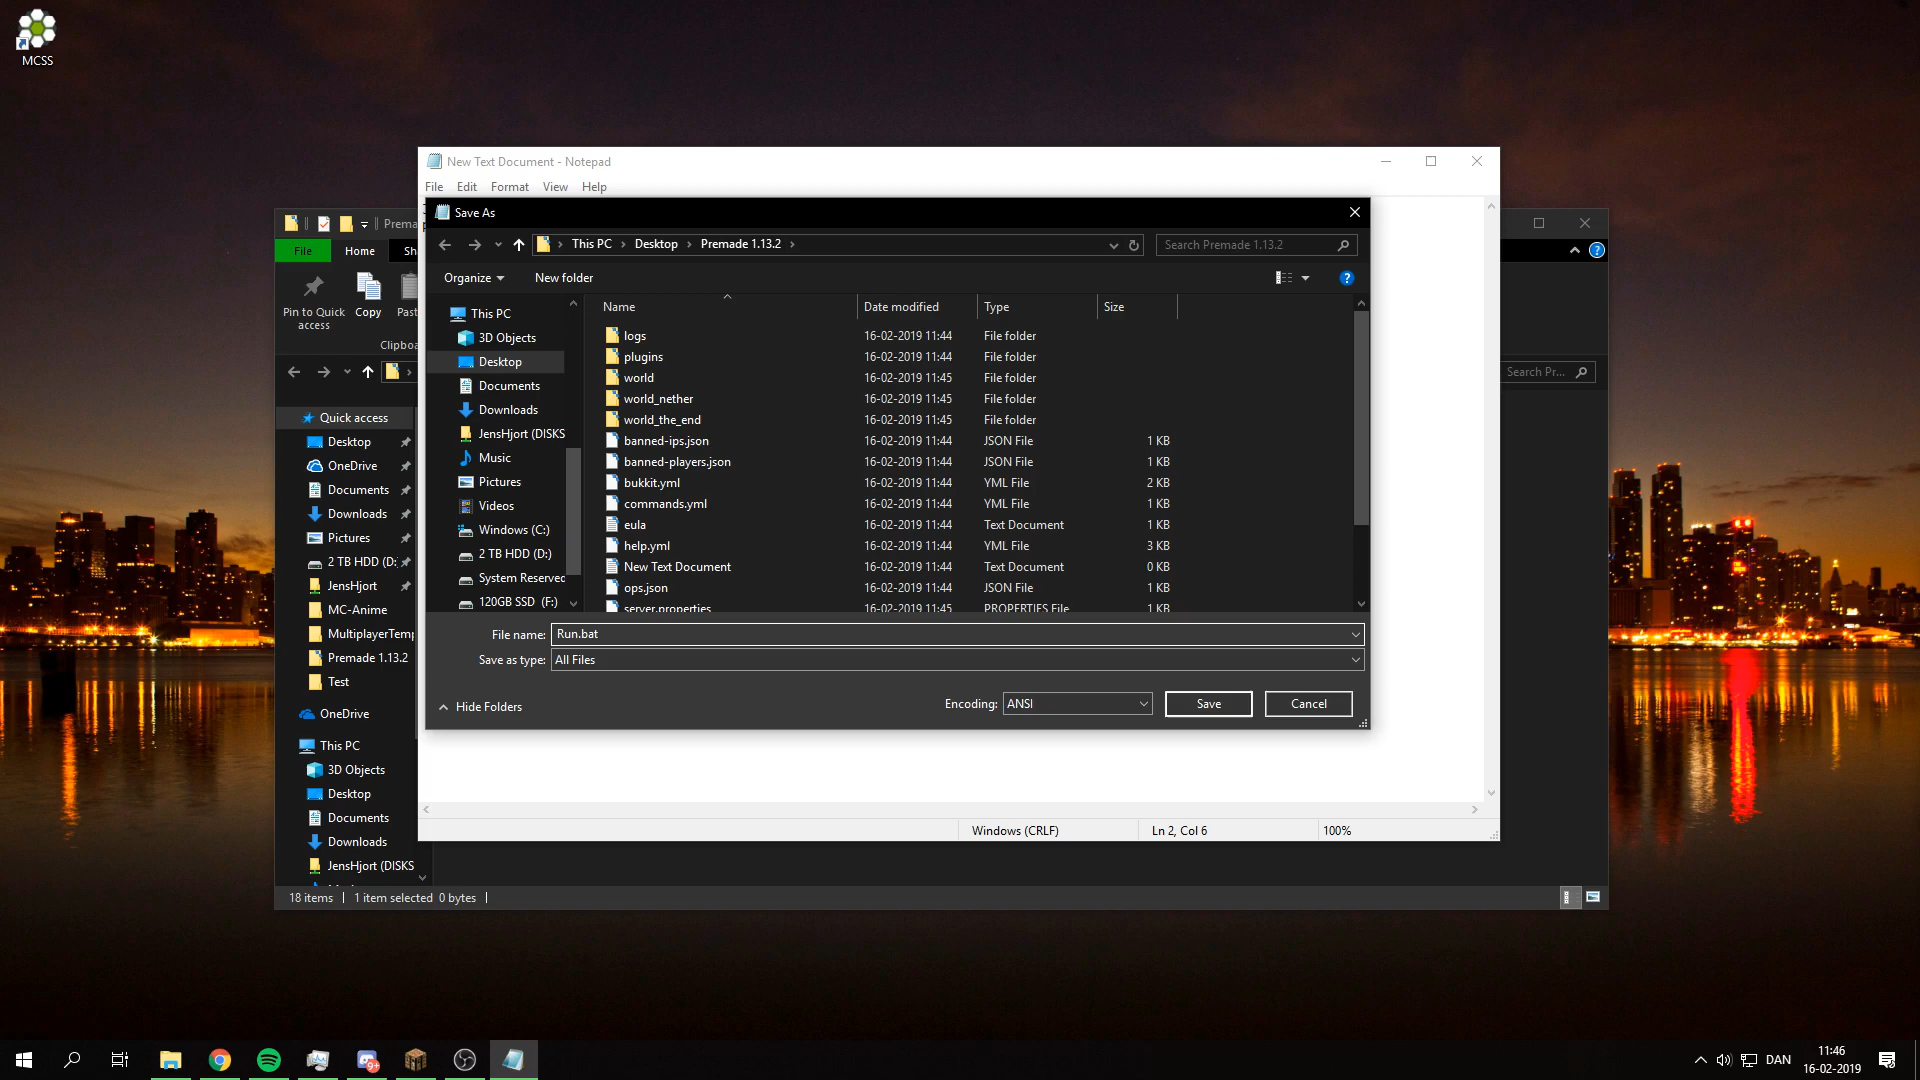 MCSS
New Text Document - Notepad
File Edit Format View Help
Save As
This PC Desktop Premade 1.13.2
Search Premade 1.13.2
Organize New folder
This PC
3D Objects
Desktop
Documents
Downloads
JensHjort (DISKS
Music
Pictures
Videos
Windows (C:)
2 TB HDD (D:)
System Reserved
120GB SSD (F:)
Name Date modified Type Size
logs 16-02-2019 11:44 File folder
plugins 16-02-2019 11:44 File folder
world 16-02-2019 11:45 File folder
world_nether 16-02-2019 11:45 File folder
world_the_end 16-02-2019 11:45 File folder
banned-ips.json 16-02-2019 11:44 JSON File 1 KB
banned-players.json 16-02-2019 11:44 JSON File 1 KB
bukkit.yml 16-02-2019 11:44 YML File 2 KB
commands.yml 16-02-2019 11:44 YML File 1 KB
eula 16-02-2019 11:44 Text Document 1 KB
help.yml 16-02-2019 11:44 YML File 3 KB
New Text Document 16-02-2019 11:44 Text Document 0 KB
ops.json 16-02-2019 11:44 JSON File 1 KB
server.properties 16-02-2019 11:45 PROPERTIES File 1 KB
File name: Run.bat
Save as type: All Files
Hide Folders
Encoding: ANSI Save Cancel
Windows (CRLF) Ln 2, Col 6 100%
Prema
File Home Sh
Pin to Quick access
Copy
Past
Clipboa
Search Pr...
Quick access
Desktop
OneDrive
Documents
Downloads
Pictures
2 TB HDD (D:
JensHjort
MC-Anime
MultiplayerTemp
Premade 1.13.2
Test
OneDrive
This PC
3D Objects
Desktop
Documents
Downloads
JensHjort (DISKS
18 items 1 item selected 0 bytes
9+
DAN
11:46
16-02-2019